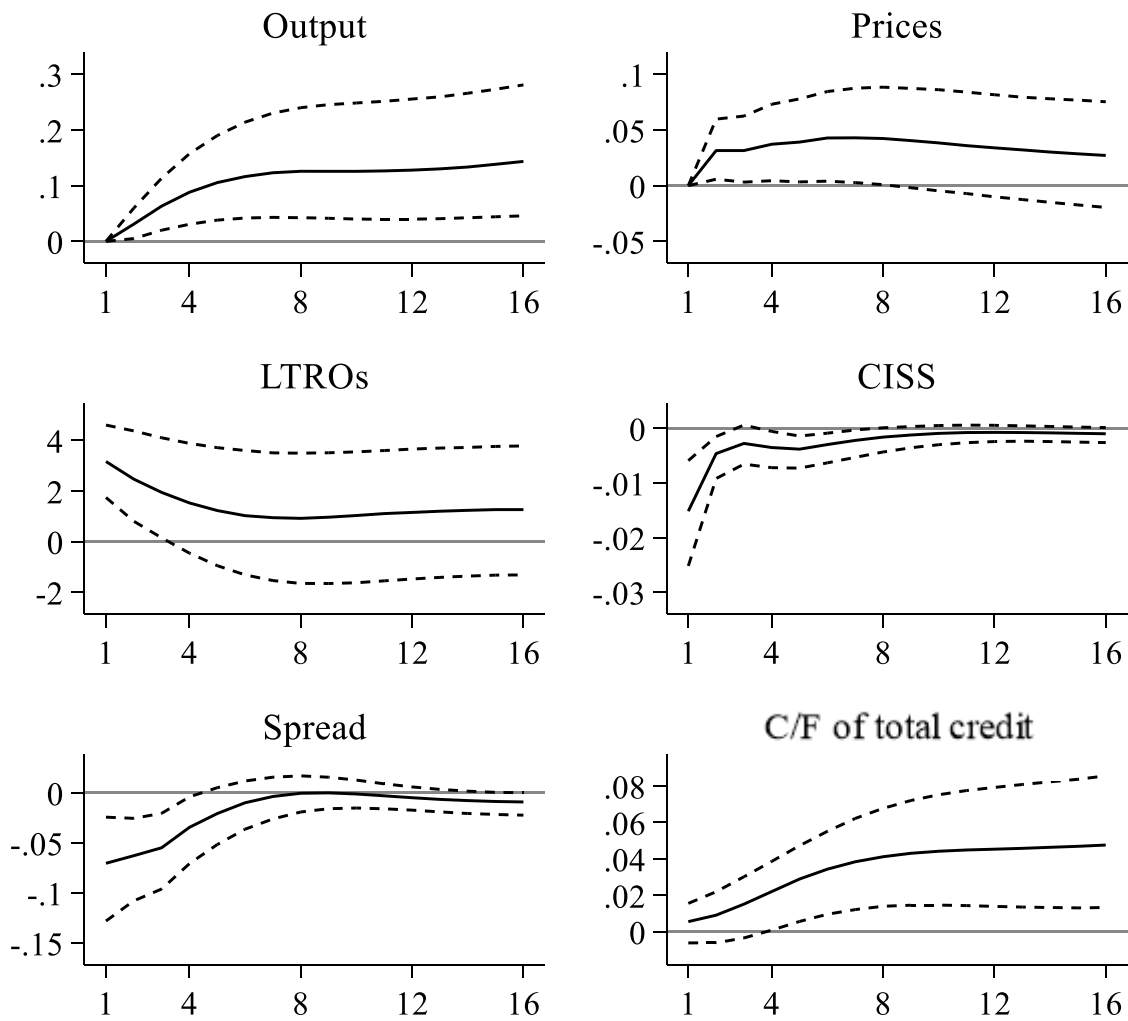 Output
.3
.2
.1
0
1 4 8 12 16
Prices
.1
.05
0
-.05
1 4 8 12 16
LTROs
4
2
0
-2
1 4 8 12 16
CISS
0
-.01
-.02
-.03
1 4 8 12 16
Spread
0
-.05
-.1
-.15
1 4 8 12 16
C/F of total credit
.08
.06
.04
.02
0
1 4 8 12 16